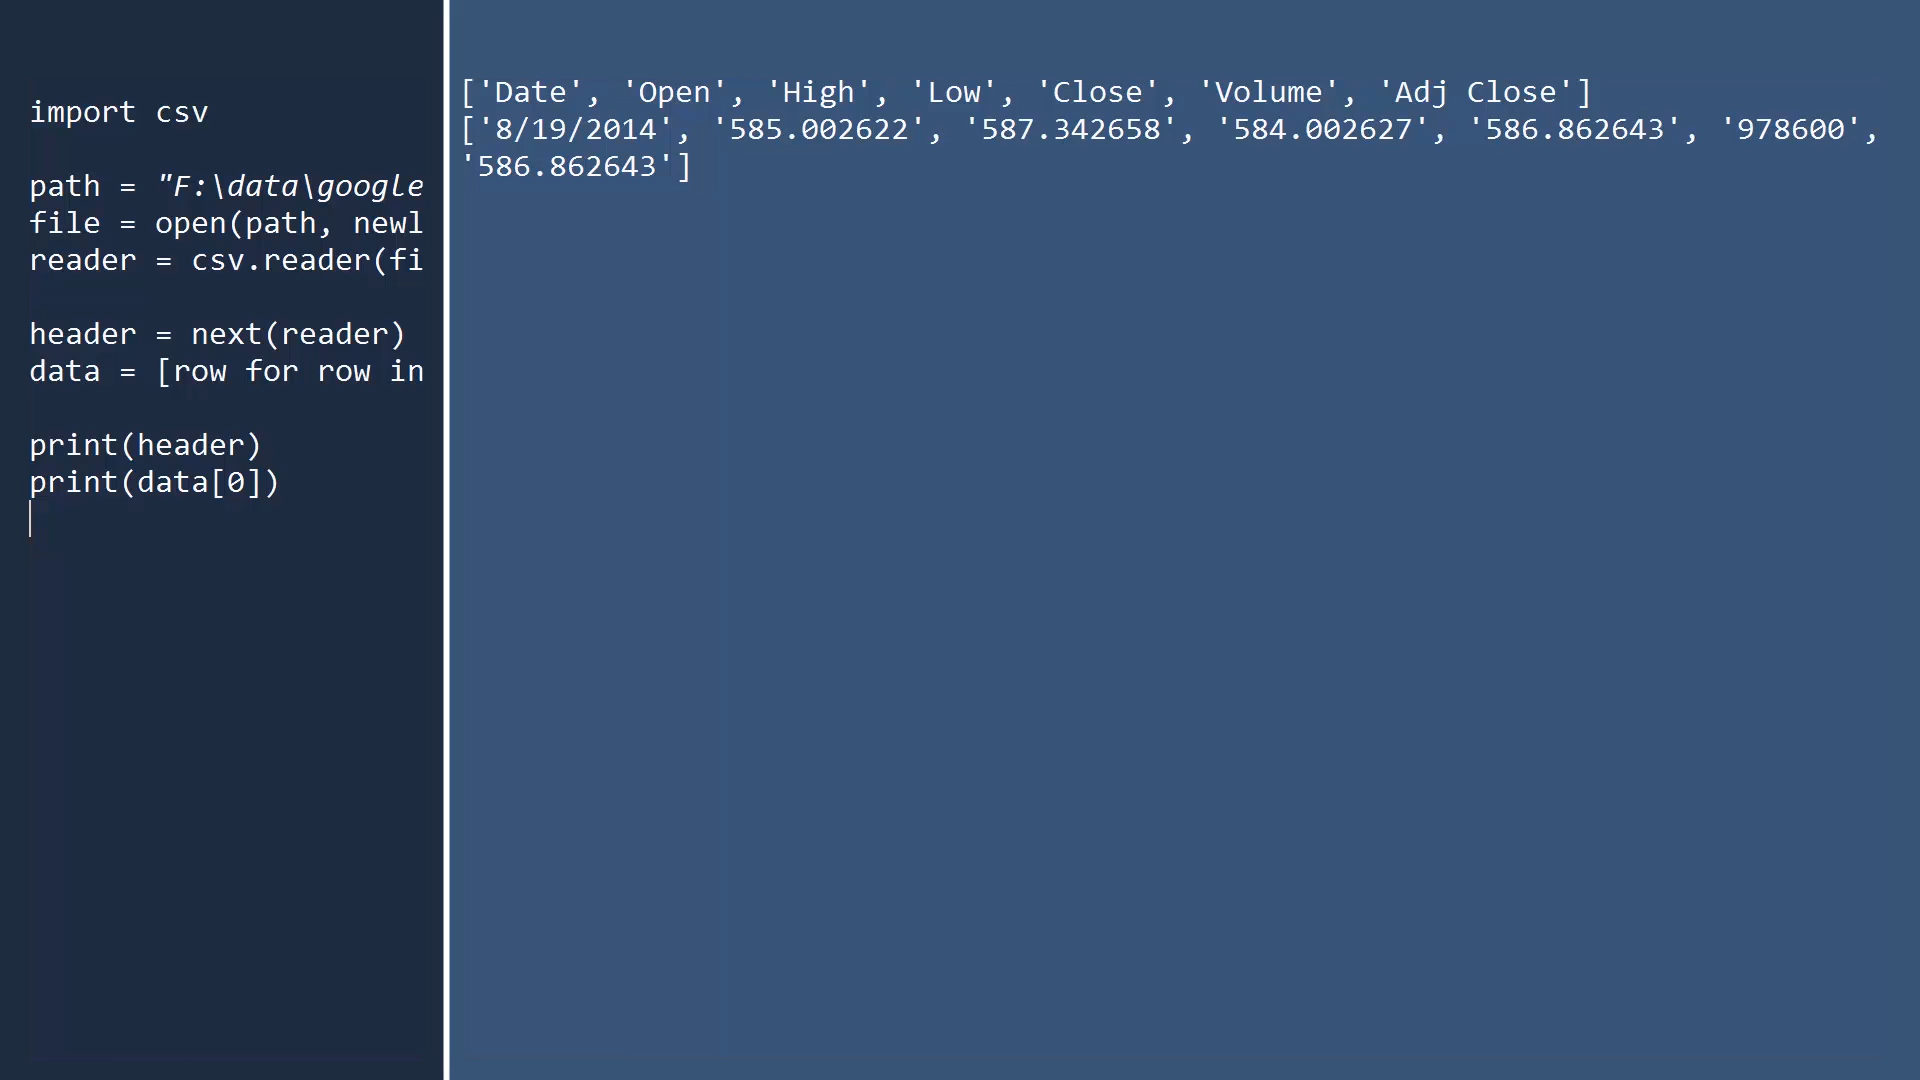 import csv
path = "F:\data\google
file = open(path, newl
reader = csv.reader(fi
header = next(reader)
data = [row for row in
print(header)
print(data[0])
['Date', 'Open', 'High', 'Low', 'Close', 'Volume', 'Adj Close']
['8/19/2014', '585.002622', '587.342658', '584.002627', '586.862643', '978600',
'586.862643']